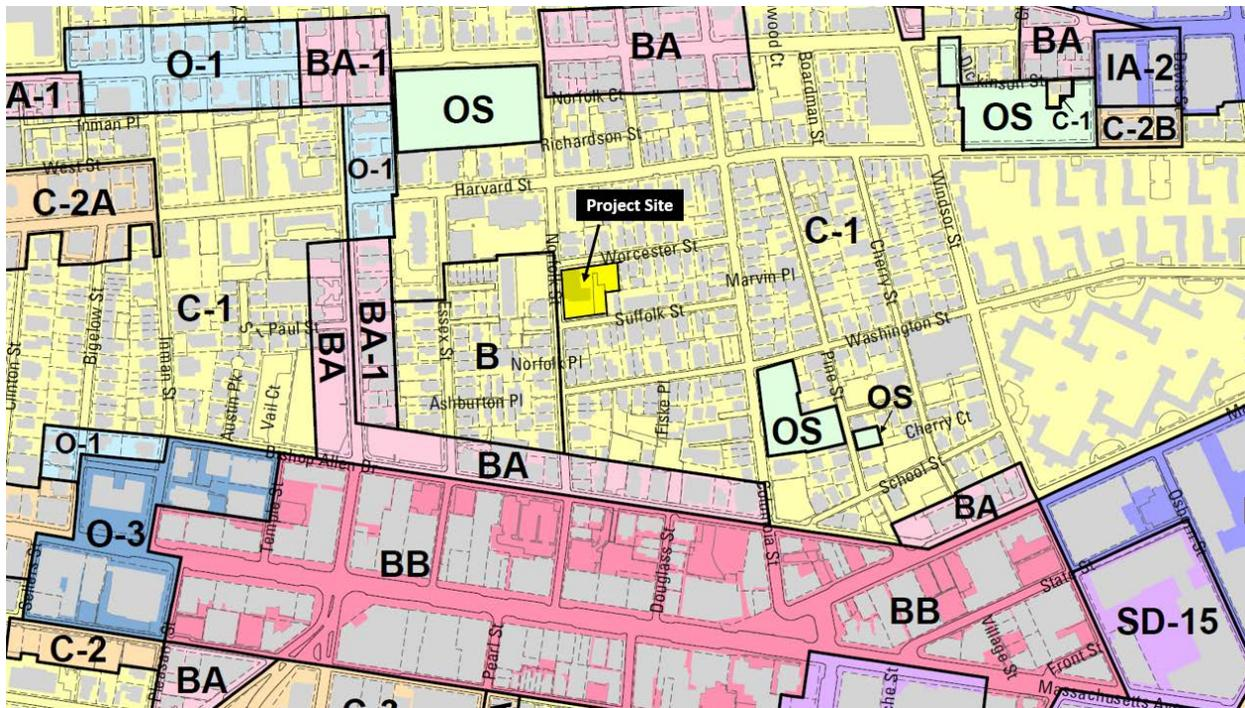 O-1
BA-1
BA
BA
IA-2
A-1
OS
Norfolk Ct
Boardman St
Dickinson St
OS
C-1
C-2B
Inman Pl
Richardson St
West St
O-1
C-2A
Harvard St
Windsor St
Project Site
C-1
Worcester St
Cherry St
Marvin Pl
C-1
Bigelow St
Paul St
Suffolk St
Washington St
Inman St
BA
BA-1
B
Norfolk Pl
Pine St
Austin Pk
Vail Ct
Ashburton Pl
Fiske Pl
OS
OS
Cherry Ct
O-1
Bishop Allen Dr
BA
School St
BA
O-3
Temple St
BB
Douglass St
BB
State St
SD-15
Village St
Front St
C-2
BA
Pearl St
Massachusetts Av